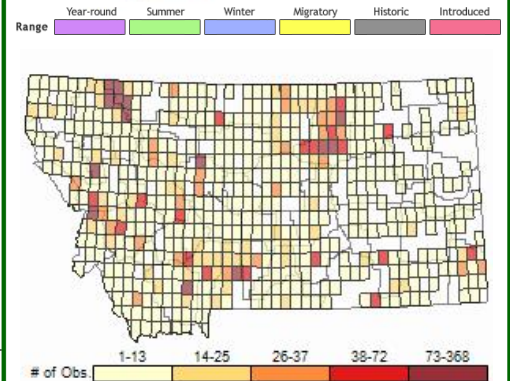 Year-round Summer Winter Migratory Historic Introduced
Range
1-13 14-25 26-37 38-72 73-368
# of Obs.